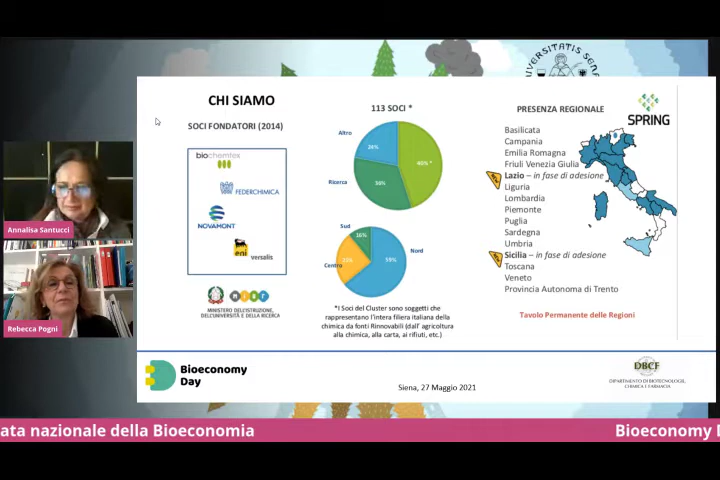 VERSITATIS SENA
CHI SIAMO
SOCI FONDATORI (2014)
biochemtex
FEDERCHIMICA
NOVAMONT
eni
versalis
MINISTERO DELL'ISTRUZIONE,
DELL'UNIVERSITÀ E DELLA RICERCA
113 SOCI *
Altro
24%
46% *
Ricerca
30%
Sud
16%
Nord
59%
Centro
*I Soci del Cluster sono soggetti che
rappresentano l'intera filiera italiana della
chimica da fonti Rinnovabili (dall' agricoltura
alla chimica, alla carta, ai rifiuti, etc.)
PRESENZA REGIONALE
SPRING
Basilicata
Campania
Emilia Romagna
Friuli Venezia Giulia
Lazio – in fase di adesione
Liguria
Lombardia
Piemonte
Puglia
Sardegna
Umbria
Sicilia – in fase di adesione
Toscana
Veneto
Provincia Autonoma di Trento
Tavolo Permanente delle Regioni
Annalisa Santucci
Rebecca Pogni
Bioeconomy
Day
Siena, 27 Maggio 2021
DBCF
DIPARTIMENTO DI BIOTECNOLOGIE,
CHIMICA E FARMACIA
ata nazionale della Bioeconomia
Bioeconomy